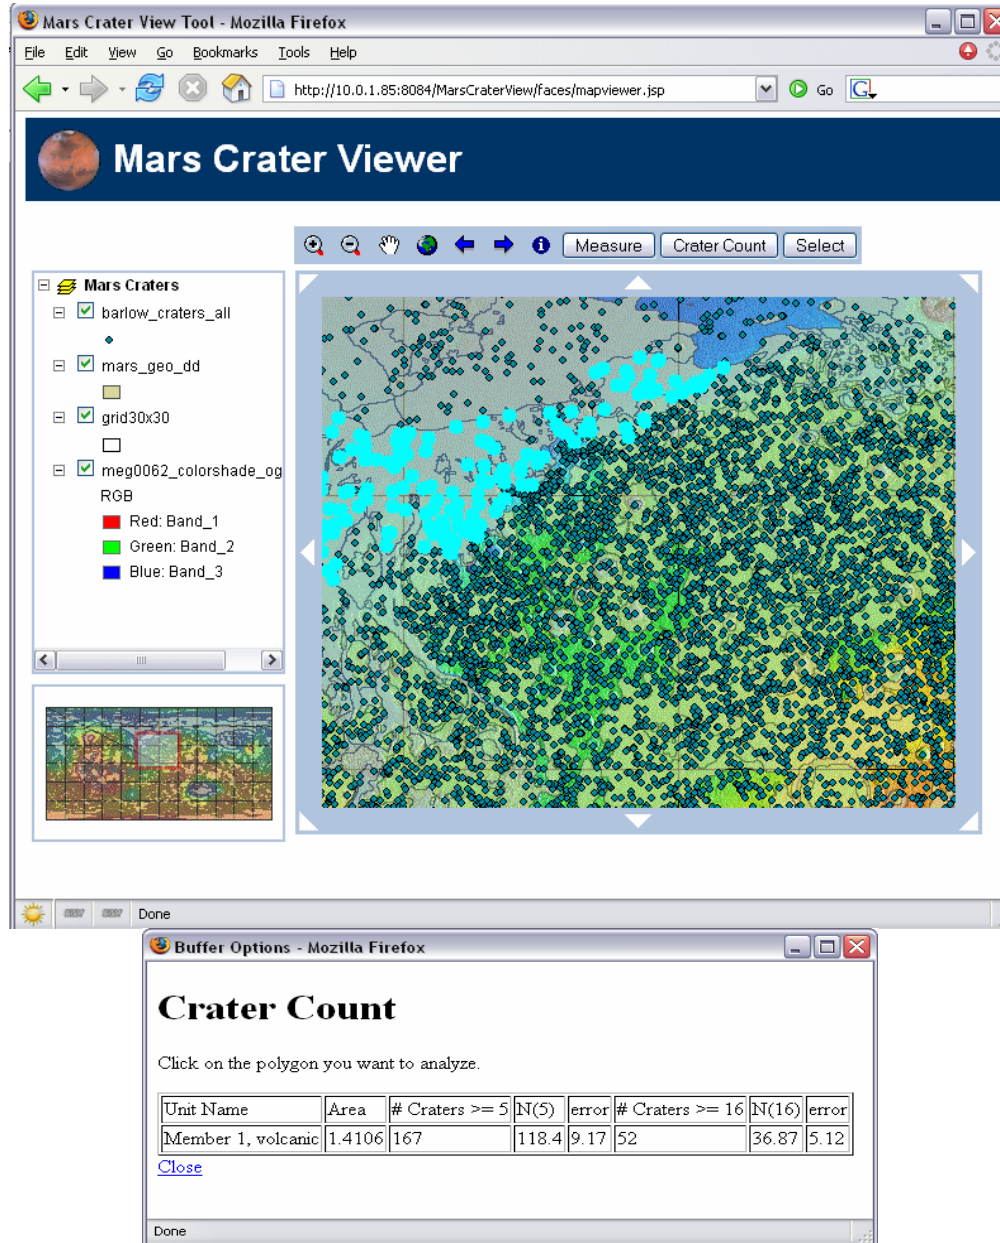 Mars Crater View Tool - Mozilla Firefox
File Edit View Go Bookmarks Tools Help
http://10.0.1.85:8084/MarsCraterView/faces/mapviewer.jsp Go G
Mars Crater Viewer
Measure Crater Count Select
Mars Craters
barlow_craters_all
mars_geo_dd
grid30x30
meg0062_colorshade_og
RGB
Red: Band_1
Green: Band_2
Blue: Band_3
Done
Buffer Options - Mozilla Firefox
Crater Count
Click on the polygon you want to analyze.
Unit Name Area # Craters >= 5 N(5) error # Craters >= 16 N(16) error
Member 1, volcanic 1.4106 167 118.4 9.17 52 36.87 5.12
Close
Done